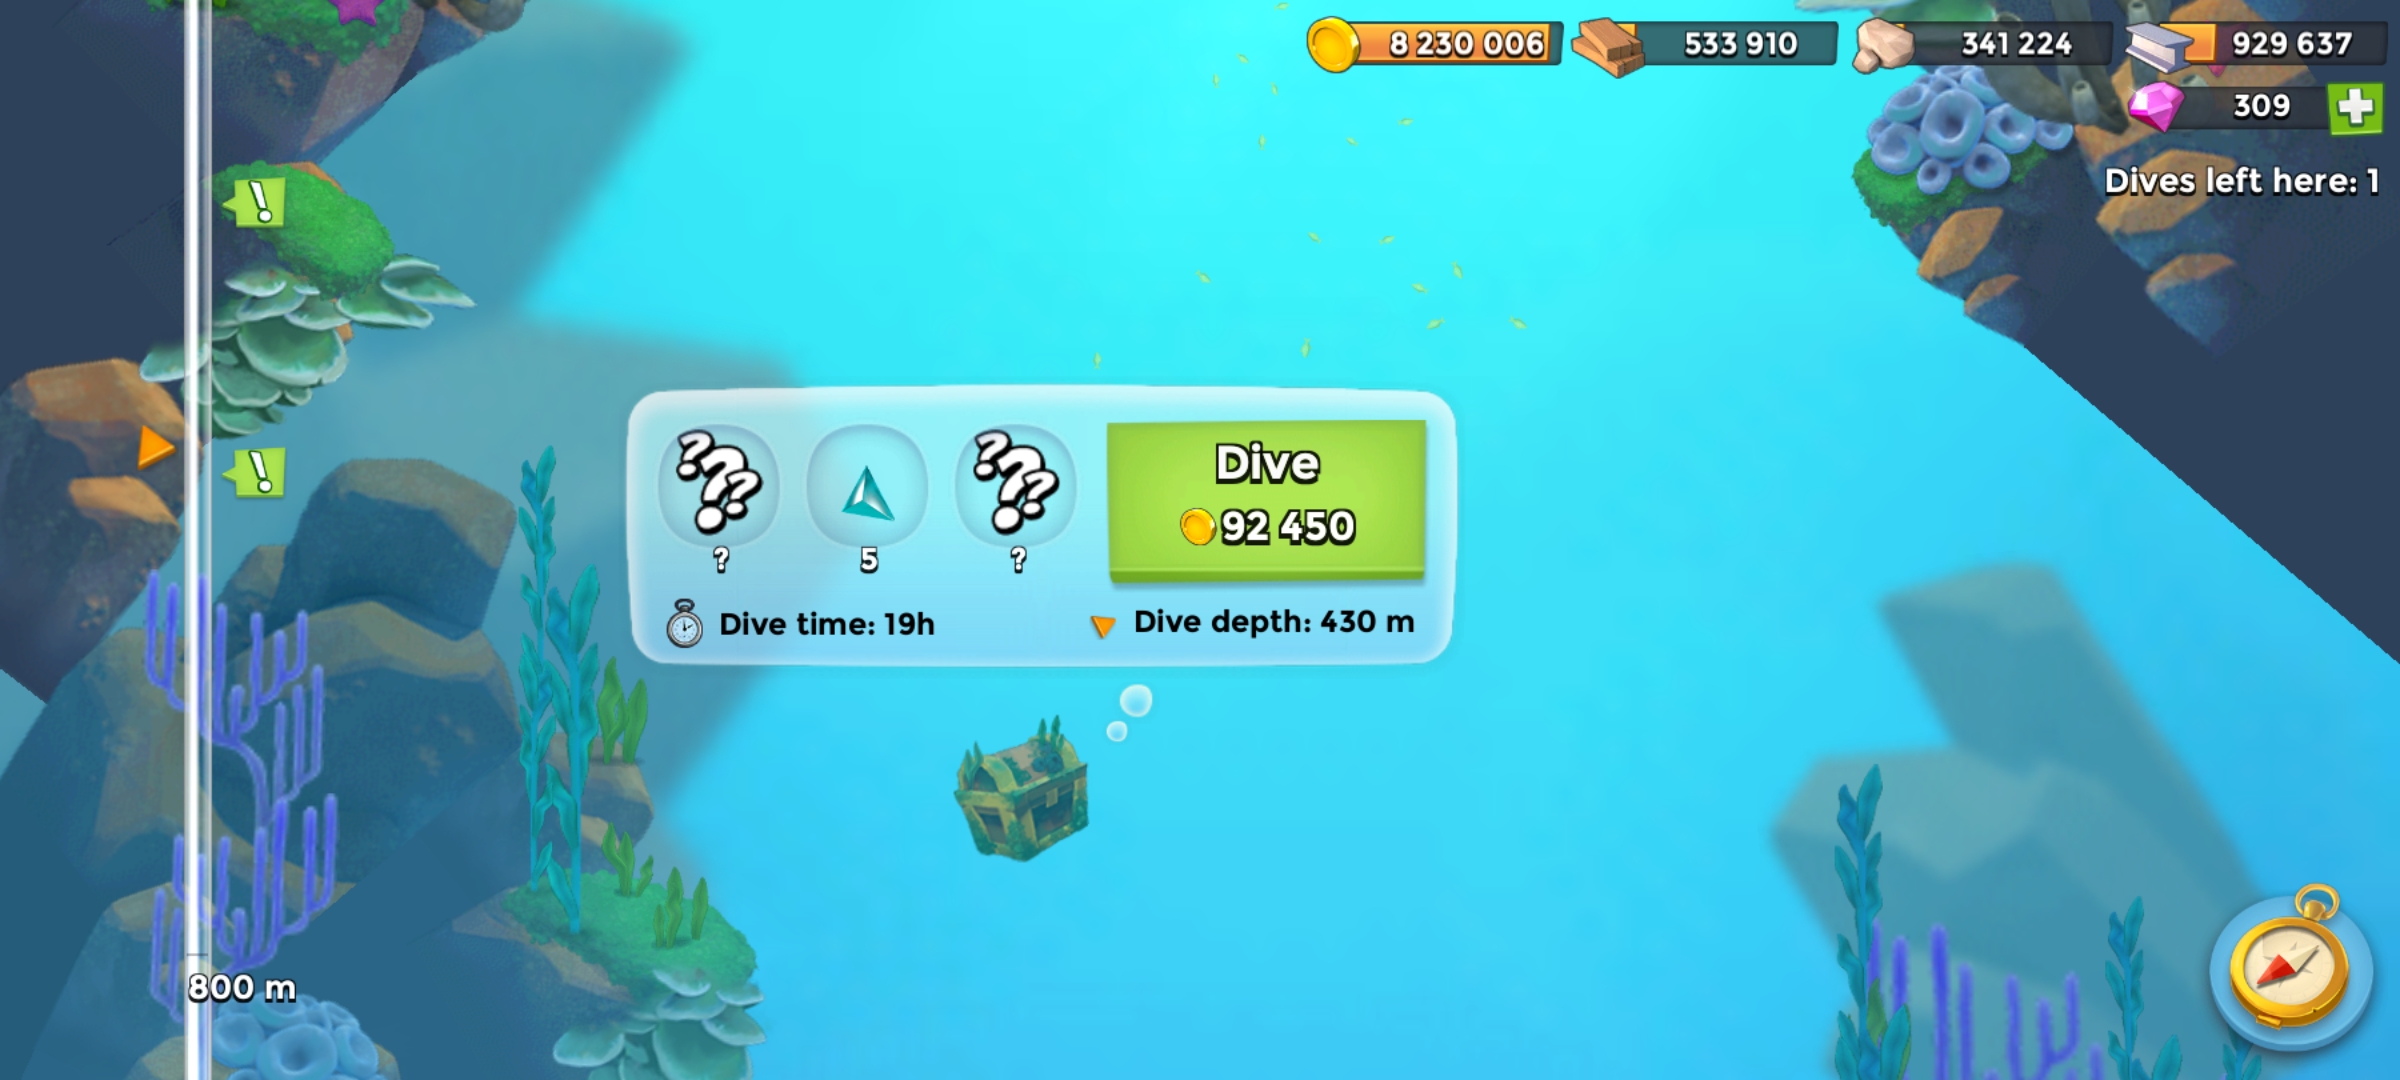 8 230 006
533 910
341 224
929 637
309
Dives left here: 1
!
!
???
?
5
???
?
Dive
92 450
Dive time: 19h
Dive depth: 430 m
800 m